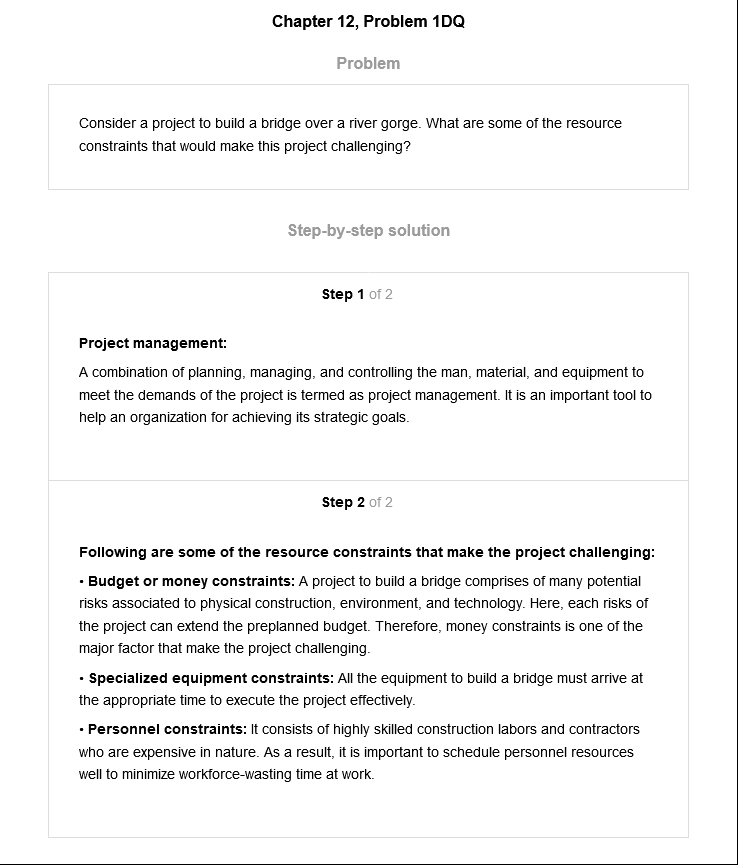 Chapter 12, Problem 1DQ
Problem
Consider a project to build a bridge over a river gorge. What are some of the resource
constraints that would make this project challenging?
Step-by-step solution
Step 1 of 2
Project management:
A combination of planning, managing, and controlling the man, material, and equipment to
meet the demands of the project is termed as project management. It is an important tool to
help an organization for achieving its strategic goals.
Step 2 of 2
Following are some of the resource constraints that make the project challenging:
• Budget or money constraints: A project to build a bridge comprises of many potential
risks associated to physical construction, environment, and technology. Here, each risks of
the project can extend the preplanned budget. Therefore, money constraints is one of the
major factor that make the project challenging.
• Specialized equipment constraints: All the equipment to build a bridge must arrive at
the appropriate time to execute the project effectively.
• Personnel constraints: It consists of highly skilled construction labors and contractors
who are expensive in nature. As a result, it is important to schedule personnel resources
well to minimize workforce-wasting time at work.